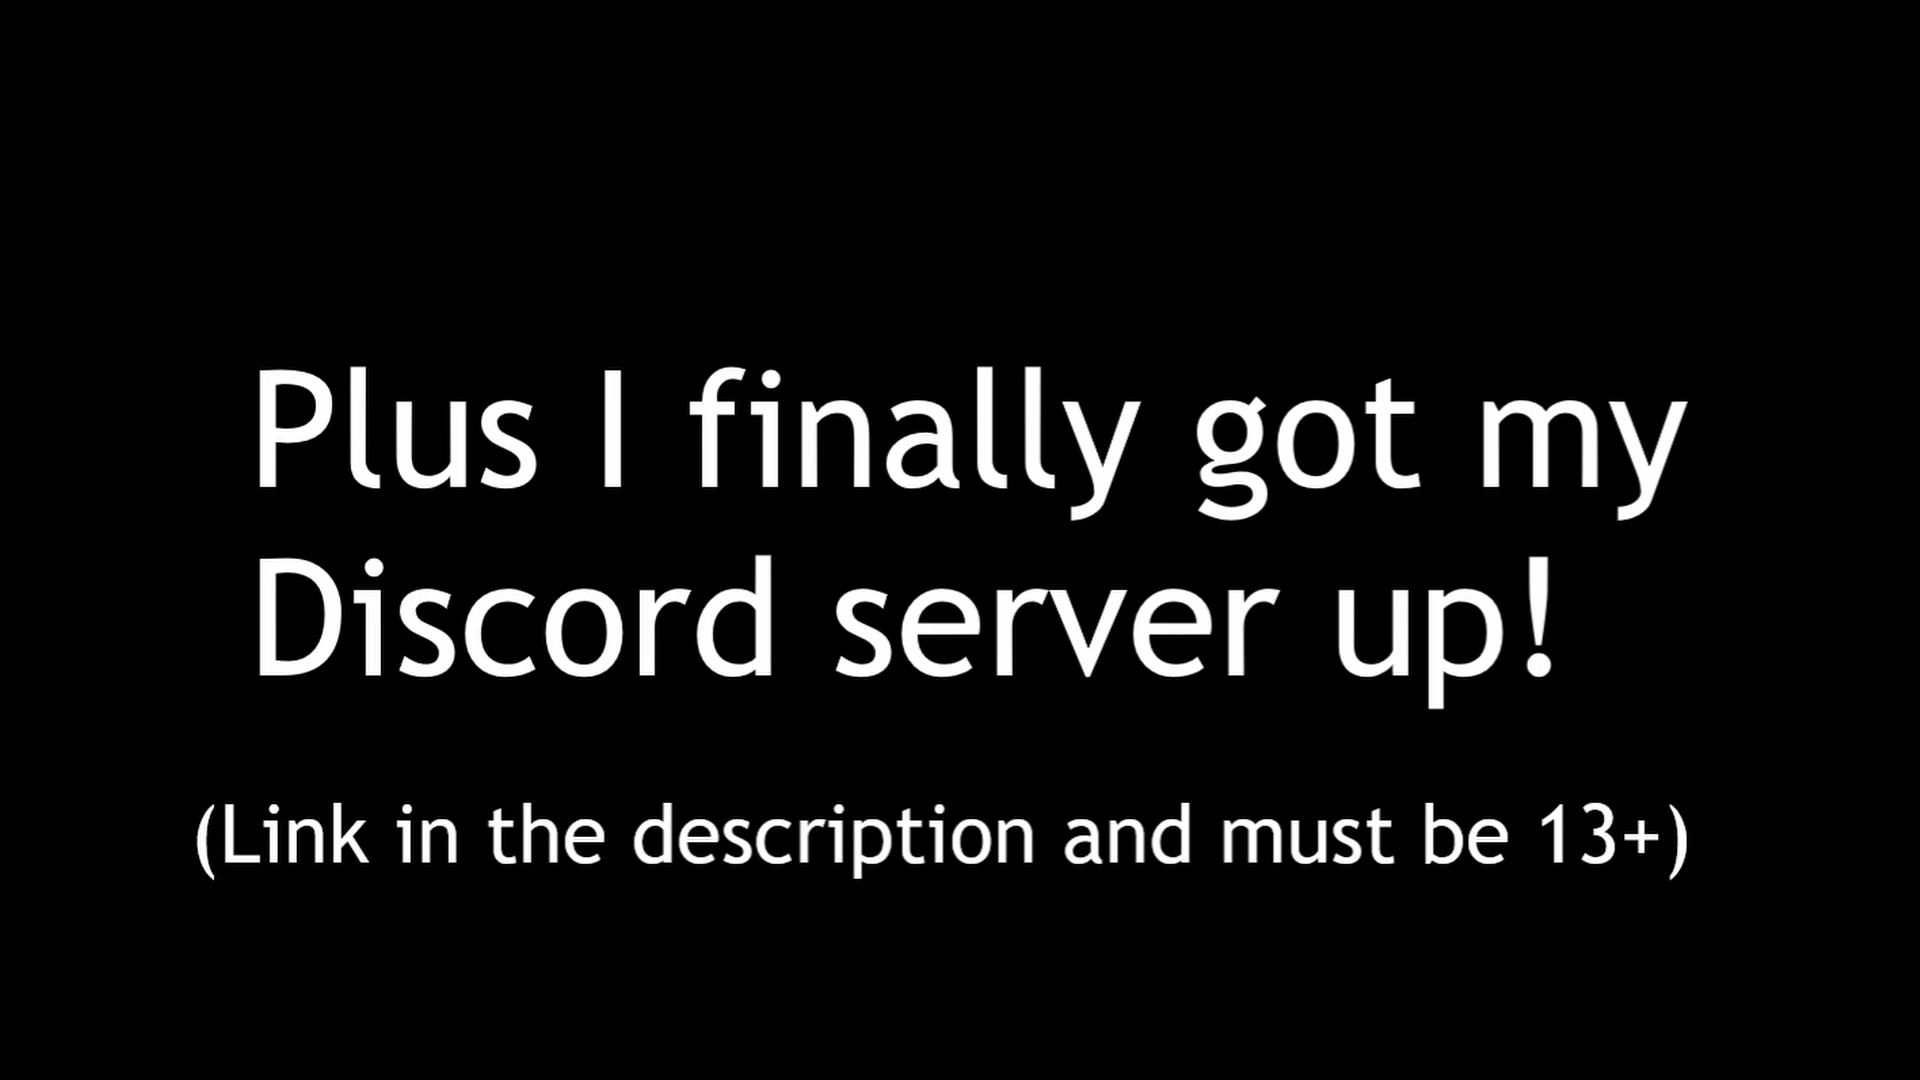 Plus I finally got my
Discord server up!
(Link in the description and must be 13+)